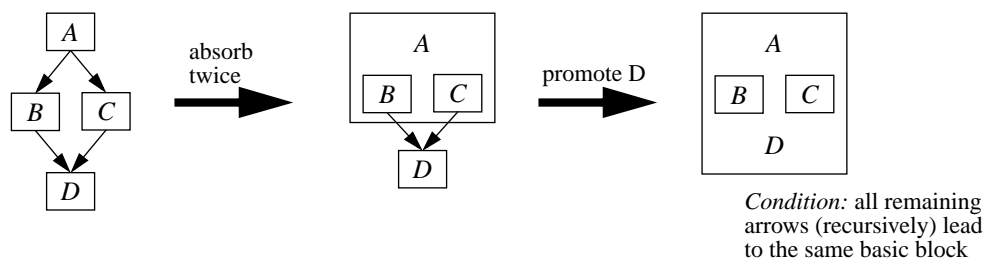 A
B
C
D
absorb
twice
A
B
C
D
promote D
A
B
C
D
Condition: all remaining
arrows (recursively) lead
to the same basic block